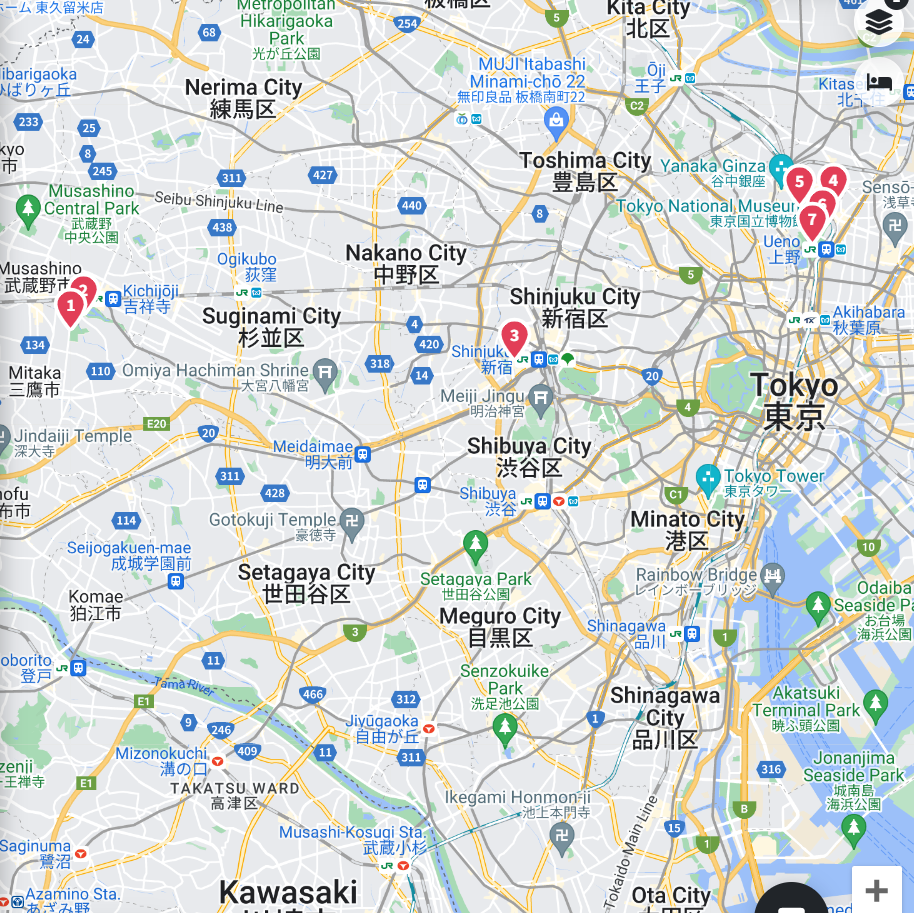 ーム 東久留米店
24
68
Metropolitan
Hikarigaoka
Park
光が丘公園
254
板橋区
5
Kita City
北区
ibarigaoka
ばりヶ丘
Nerima City
練馬区
MUJI Itabashi
Minami-chō 22
無印良品 板橋南町22
Ōji
王子
C2
233
25
8
245
311
427
Toshima City
豊島区
Yanaka Ginza
谷中銀座
5
4
Musashino
Central Park
武蔵野
中央公園
Seibu Shinjuku Line
440
438
8
Tokyo National Museum
東京国立博物館
6
7
Ueno
上野
Sensō-
浅草寺
Nakano City
中野区
Ogikubo
荻窪
5
Musashino
武蔵野市
2
1
Kichijōji
吉祥寺
Shinjuku City
新宿区
Suginami City
杉並区
4
420
3
Shinjuku
新宿
Akihabara
秋葉原
134
110
Mitaka
三鷹市
Omiya Hachiman Shrine
大宮八幡宮
318
14
20
Meiji Jingu
明治神宮
Tokyo
東京
4
E20
20
Jindaiji Temple
深大寺
Meidaimae
明大前
Shibuya City
渋谷区
311
428
Tokyo Tower
東京タワー
C1
Shibuya
渋谷
114
Gotokuji Temple
豪徳寺
Minato City
港区
10
Seijogakuen-mae
成城学園前
Setagaya City
世田谷区
Setagaya Park
世田谷公園
Rainbow Bridge
レインボーブリッジ
Komae
狛江市
Odaiba
Seaside Pa
お台場
海浜公園
Meguro City
目黒区
3
Shinagawa
品川
1
oborito
登戸
11
Tama River
E1
466
312
Senzokuike
Park
洗足池公園
Shinagawa
City
品川区
Akatsuki
Terminal Park
暁ふ頭公園
9
246
409
11
Jiyūgaoka
自由が丘
311
1
Mizonokuchi
溝の口
316
Jonanjima
Seaside Park
城南島
海浜公園
E1
TAKATSU WARD
高津区
Ikegami Honmon-ji
池上本門寺
B
Musashi-Kosugi Sta.
武蔵小杉
15
1
Tokaido Main Line
Saginuma
鷺沼
Kawasaki
Azamino Sta.
あざみ野
Ota City